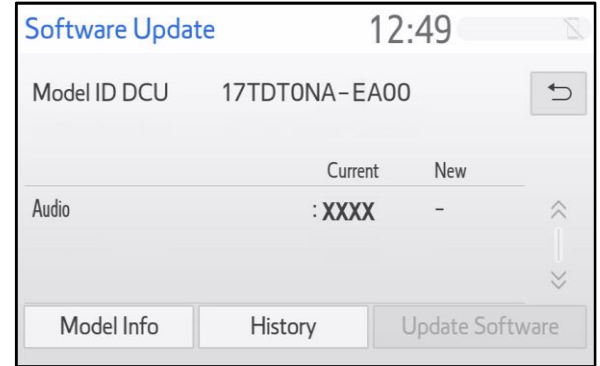 Software Update 12:49
Model ID DCU 17TDT0NA-EA00
Current New
Audio : XXXX -
Model Info History Update Software